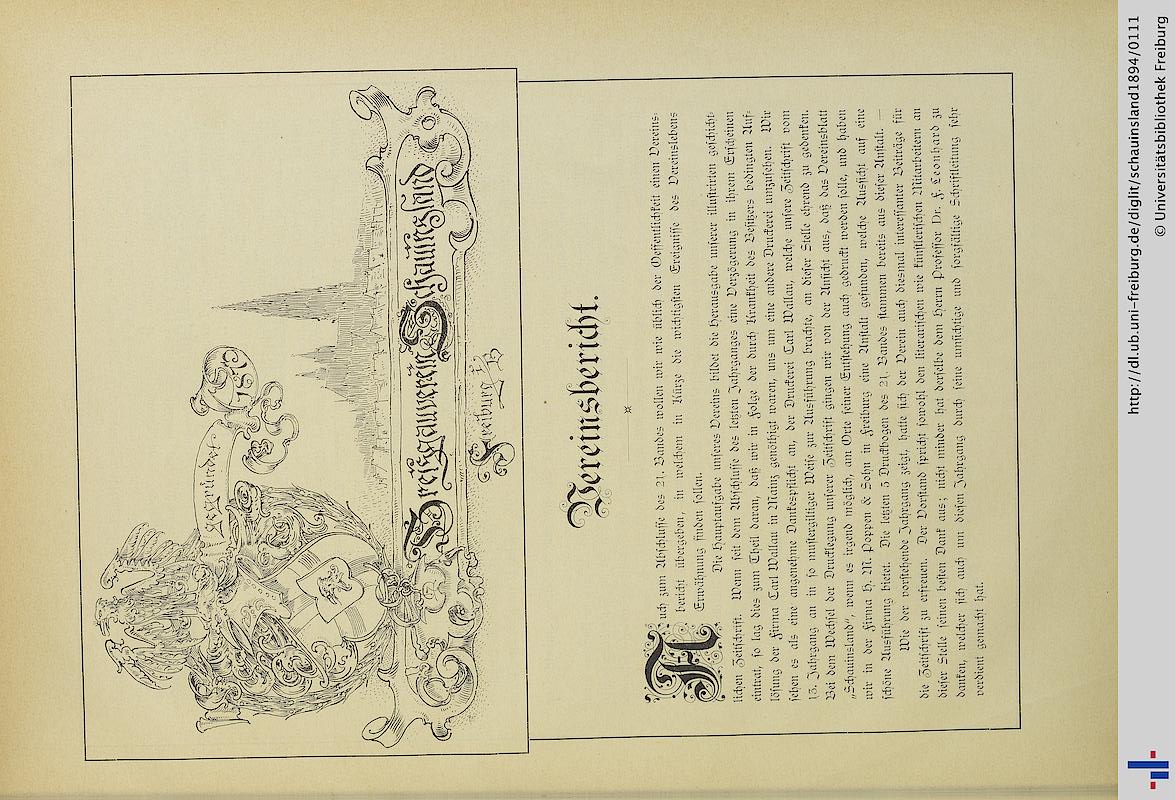 gegründet
1873
Breisgauverein Schauinsland
Freiburg i/B
Vereinsbericht.
Auch zum Abschlusse des 21. Bandes wollen wir wie üblich der Oeffentlichkeit einen Vereins-
bericht übergeben, in welchem in Kürze die wichtigsten Ereignisse des Vereinslebens
Erwähnung finden sollen.
Die Hauptaufgabe unseres Vereins bildet die Herausgabe unserer illustrirten geschicht-
lichen Zeitschrift. Wenn seit dem Abschlusse des letzten Jahrganges eine Verzögerung in ihrem Erscheinen
eintrat, so lag dies zum Theil daran, daß wir in Folge der durch Krankheit des Besitzers bedingten Auf-
lösung der Firma Carl Wallau in Mainz genöthigt waren, uns um eine andere Druckerei umzusehen. Wir
sehen es als eine angenehme Dankespflicht an, der Druckerei Carl Wallau, welche unsere Zeitschrift vom
13. Jahrgang an in so mustergiltiger Weise zur Ausführung brachte, an dieser Stelle ehrend zu gedenken.
Bei dem Wechsel der Drucklegung unserer Zeitschrift gingen wir von der Ansicht aus, daß das Vereinsblatt
„Schauinsland“, wenn es irgend möglich, am Orte seiner Entstehung auch gedruckt werden solle, und haben
wir in der Firma H. M. Poppen & Sohn in Freiburg eine Anstalt gefunden, welche Aussicht auf eine
schöne Ausführung bietet. Die letzten 5 Druckbogen des 21. Bandes stammen bereits aus dieser Anstalt. —
Wie der vorstehende Jahrgang zeigt, hatte sich der Verein auch diesmal interessanter Beiträge für
die Zeitschrift zu erfreuen. Der Vorstand spricht sowohl den literarischen wie künstlerischen Mitarbeitern an
dieser Stelle seinen besten Dank aus; nicht minder hat derselbe dem Herrn Professor Dr. F. Leonhard zu
danken, welcher sich auch um diesen Jahrgang durch seine umsichtige und sorgfältige Schriftleitung sehr
verdient gemacht hat.
http://dl.ub.uni-freiburg.de/diglit/schauinsland1894/0111
© Universitätsbibliothek Freiburg